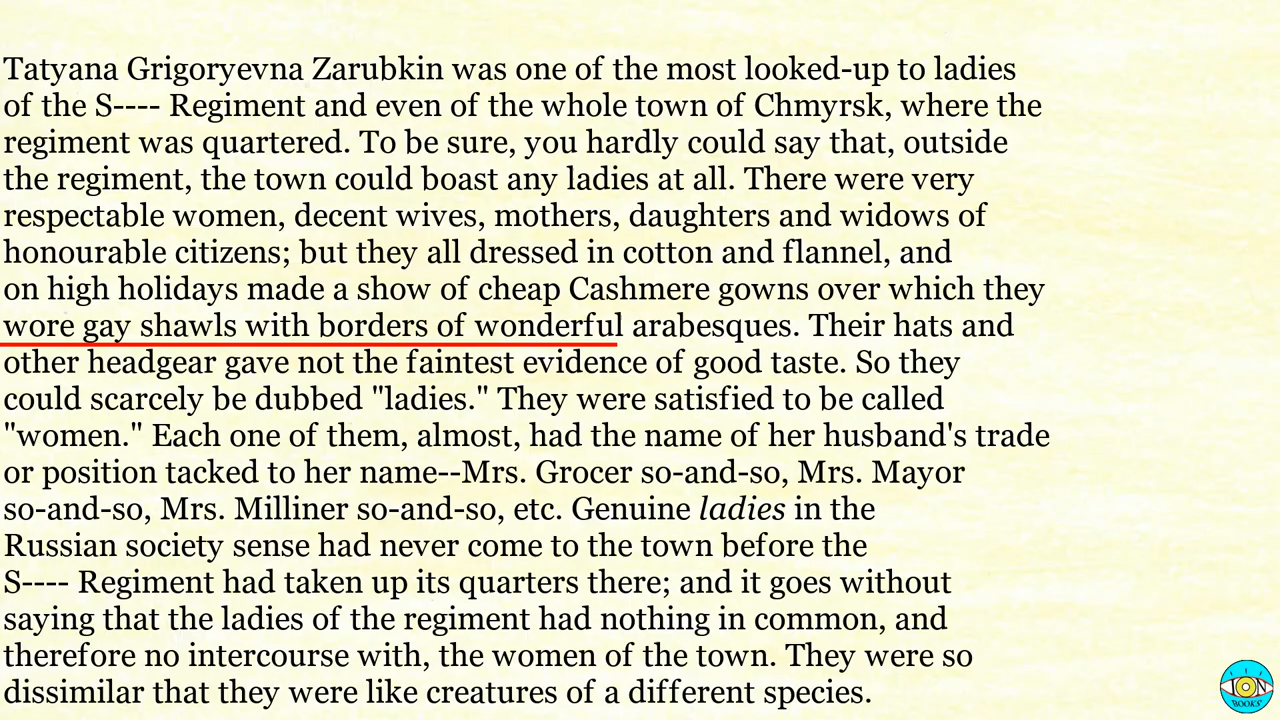 Tatyana Grigoryevna Zarubkin was one of the most looked-up to ladies
of the S---- Regiment and even of the whole town of Chmyrsk, where the
regiment was quartered. To be sure, you hardly could say that, outside
the regiment, the town could boast any ladies at all. There were very
respectable women, decent wives, mothers, daughters and widows of
honourable citizens; but they all dressed in cotton and flannel, and
on high holidays made a show of cheap Cashmere gowns over which they
wore gay shawls with borders of wonderful arabesques. Their hats and
other headgear gave not the faintest evidence of good taste. So they
could scarcely be dubbed "ladies." They were satisfied to be called
"women." Each one of them, almost, had the name of her husband's trade
or position tacked to her name--Mrs. Grocer so-and-so, Mrs. Mayor
so-and-so, Mrs. Milliner so-and-so, etc. Genuine ladies in the
Russian society sense had never come to the town before the
S---- Regiment had taken up its quarters there; and it goes without
saying that the ladies of the regiment had nothing in common, and
therefore no intercourse with, the women of the town. They were so
dissimilar that they were like creatures of a different species.
ION
BOOKS